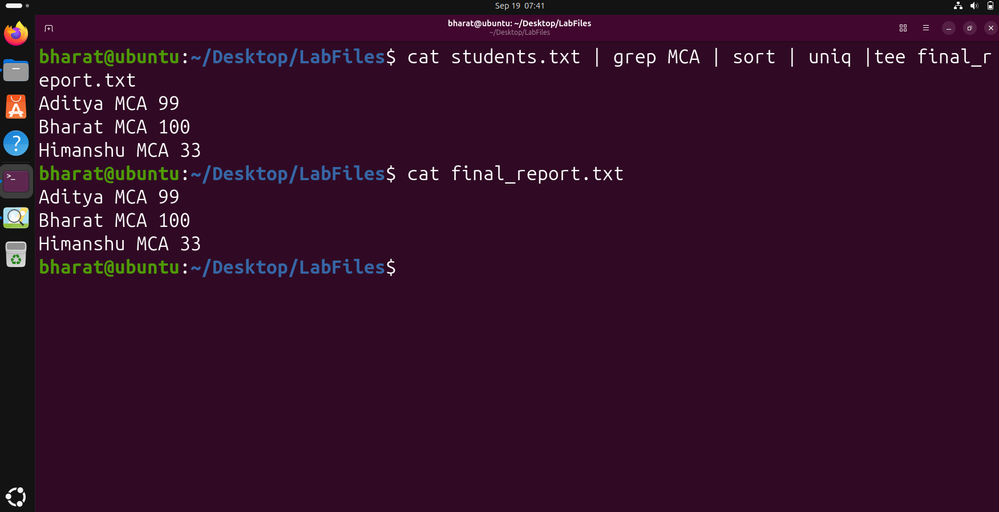 Sep 19 07:41
bharat@ubuntu: ~/Desktop/LabFiles
~/Desktop/LabFiles
bharat@ubuntu:~/Desktop/LabFiles$ cat students.txt | grep MCA | sort | uniq |tee final_r
eport.txt
Aditya MCA 99
Bharat MCA 100
Himanshu MCA 33
bharat@ubuntu:~/Desktop/LabFiles$ cat final_report.txt
Aditya MCA 99
Bharat MCA 100
Himanshu MCA 33
bharat@ubuntu:~/Desktop/LabFiles$